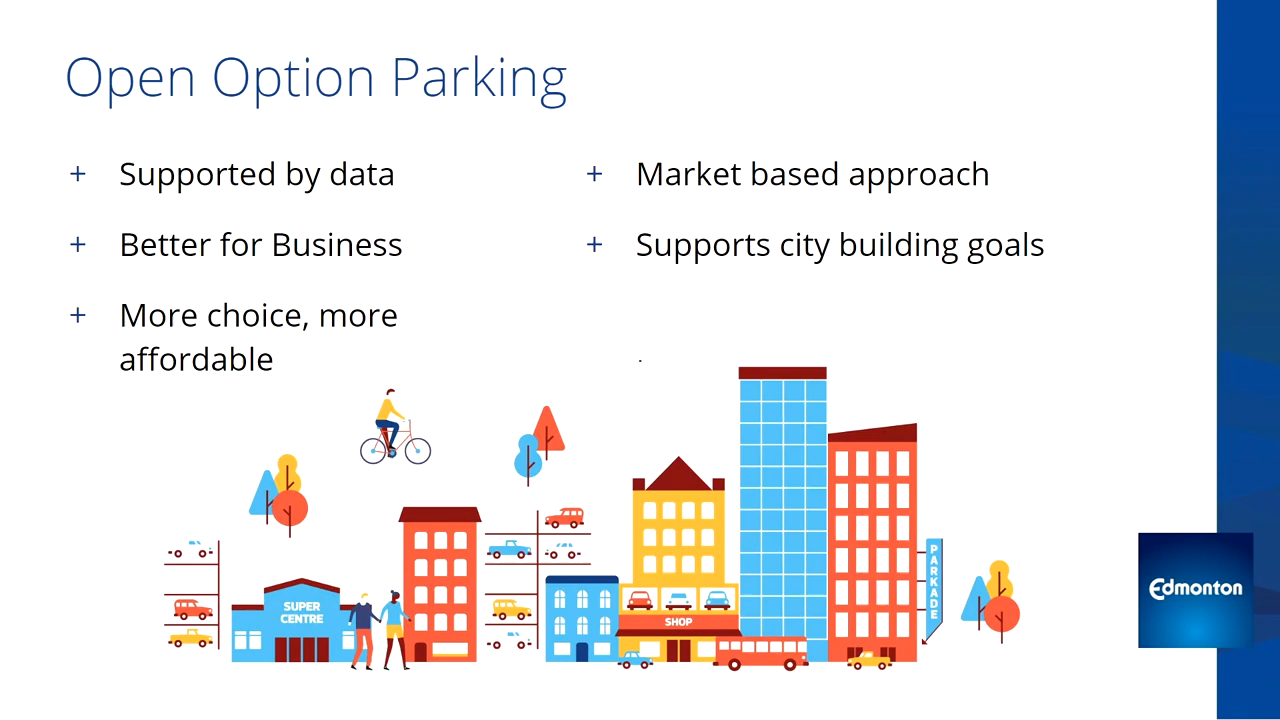 Open Option Parking
+ Supported by data
+ Better for Business
+ More choice, more
affordable
+ Market based approach
+ Supports city building goals
SUPER
CENTRE
SHOP
PARKADE
Edmonton